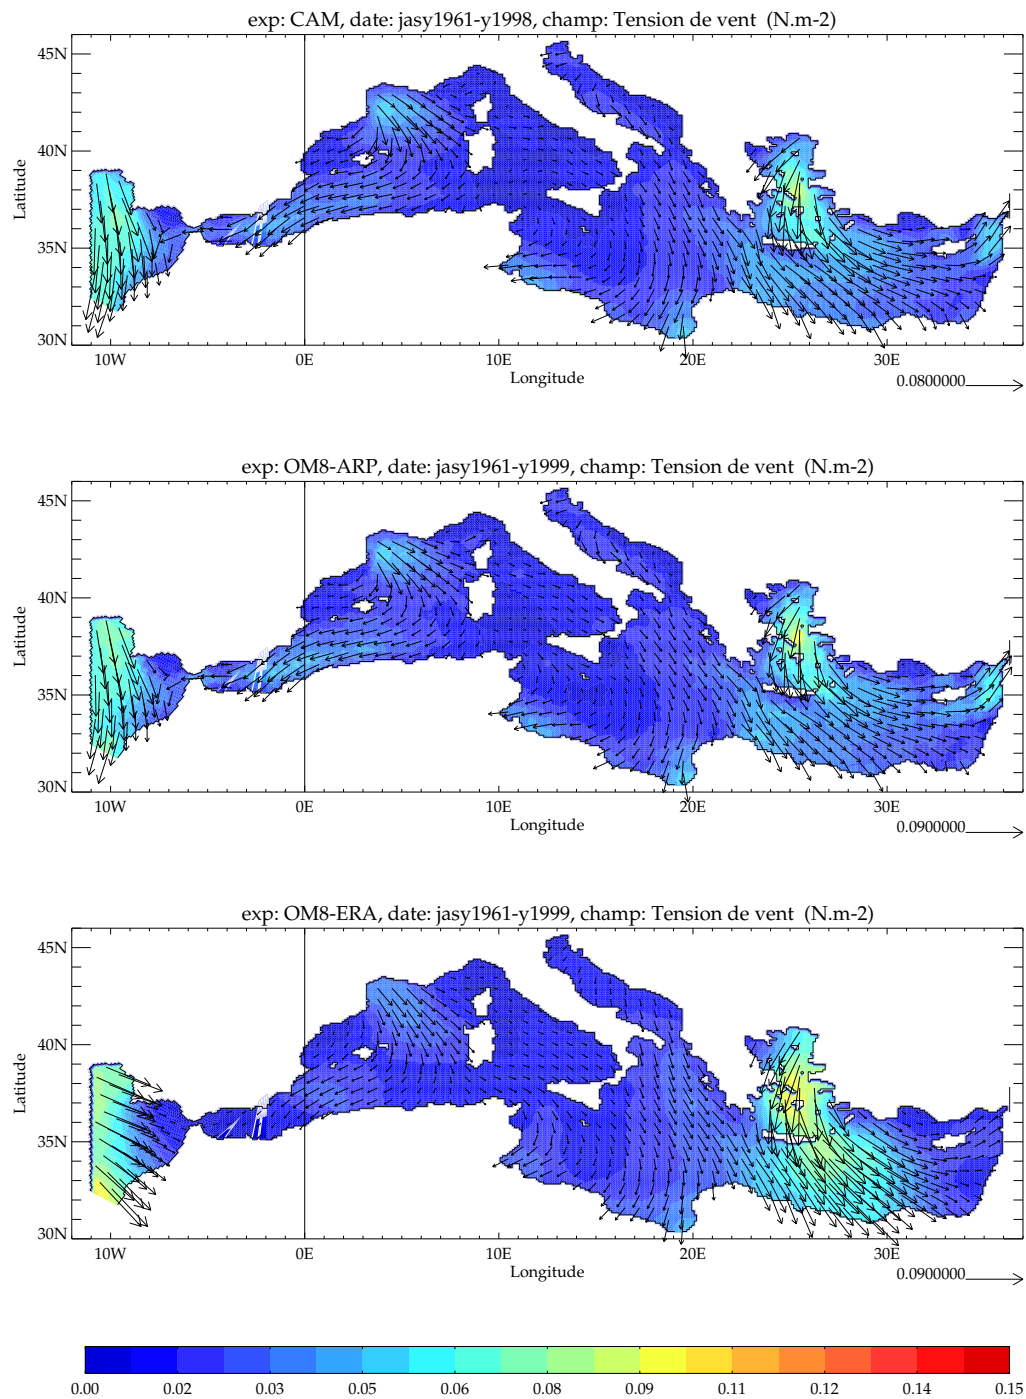 exp: CAM, date: jasy1961-y1998, champ: Tension de vent (N.m-2)
45N
40N
35N
30N
Latitude
10W 0E 10E 20E 30E
Longitude
0.0800000
exp: OM8-ARP, date: jasy1961-y1999, champ: Tension de vent (N.m-2)
45N
40N
35N
30N
Latitude
10W 0E 10E 20E 30E
Longitude
0.0900000
exp: OM8-ERA, date: jasy1961-y1999, champ: Tension de vent (N.m-2)
45N
40N
35N
30N
Latitude
10W 0E 10E 20E 30E
Longitude
0.0900000
0.00 0.02 0.03 0.05 0.06 0.08 0.09 0.11 0.12 0.14 0.15